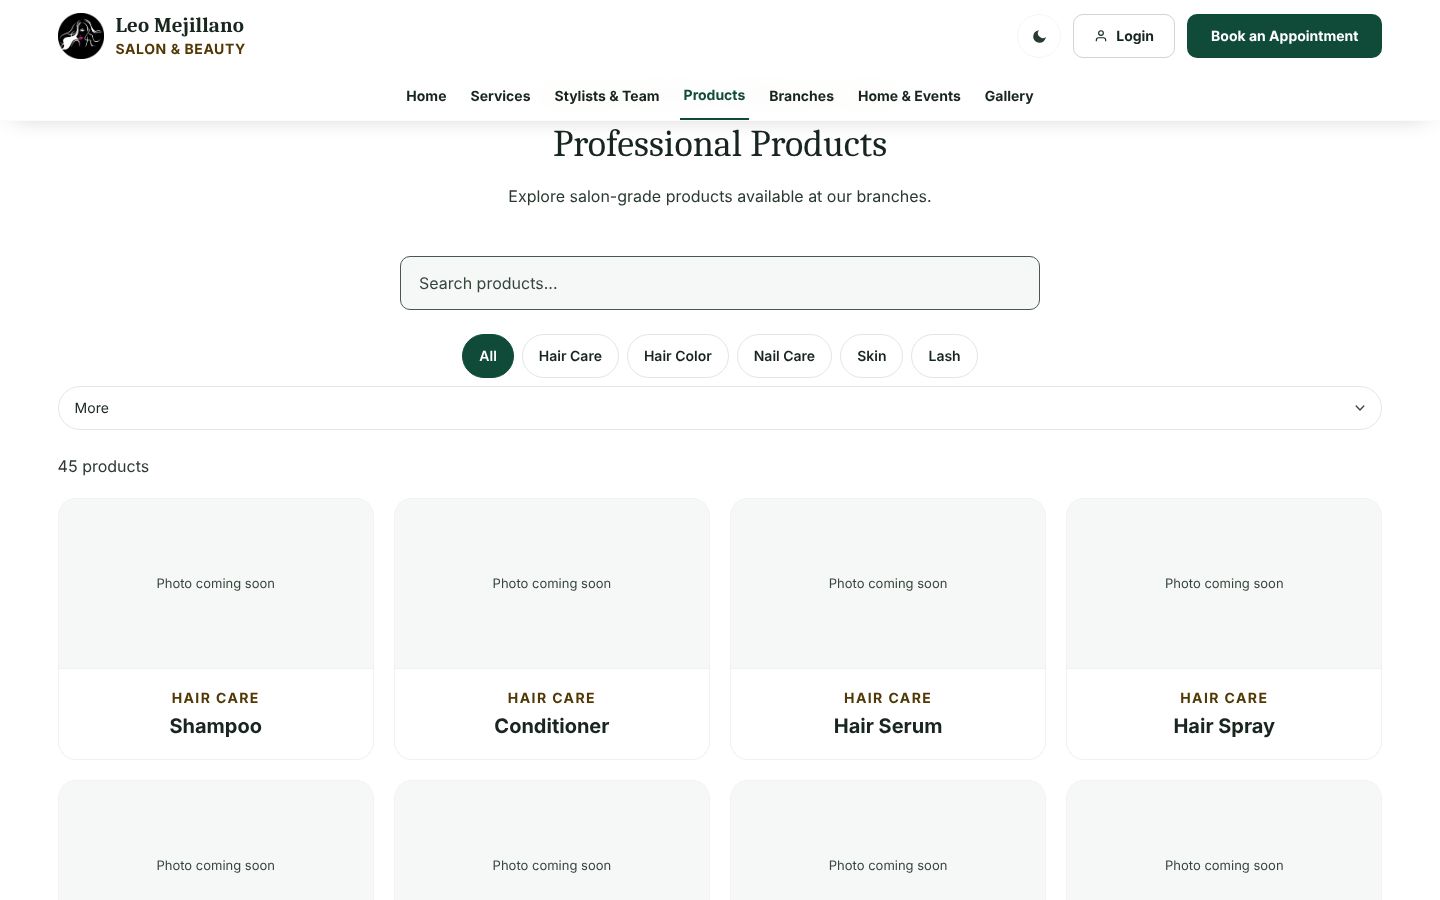 Leo Mejillano
SALON & BEAUTY
Login
Book an Appointment
Home
Services
Stylists & Team
Products
Branches
Home & Events
Gallery
Professional Products
Explore salon-grade products available at our branches.
Search products...
All
Hair Care
Hair Color
Nail Care
Skin
Lash
More
45 products
Photo coming soon
HAIR CARE
Shampoo
Photo coming soon
HAIR CARE
Conditioner
Photo coming soon
HAIR CARE
Hair Serum
Photo coming soon
HAIR CARE
Hair Spray
Photo coming soon
Photo coming soon
Photo coming soon
Photo coming soon